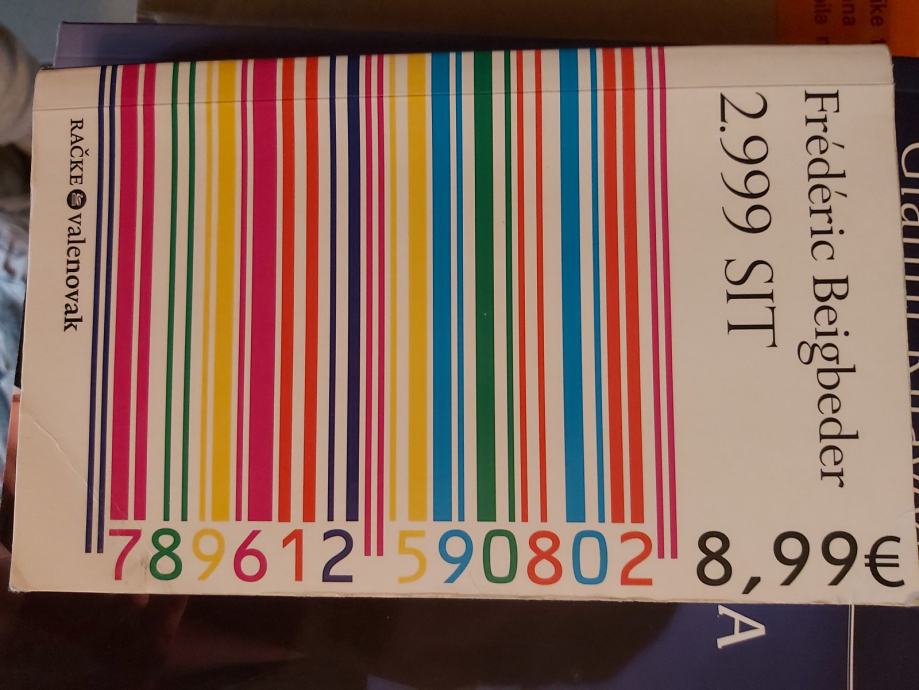 Frédéric Beigbeder
2.999 SIT
8,99€
789612 590802
RAČKE & valenovak
A